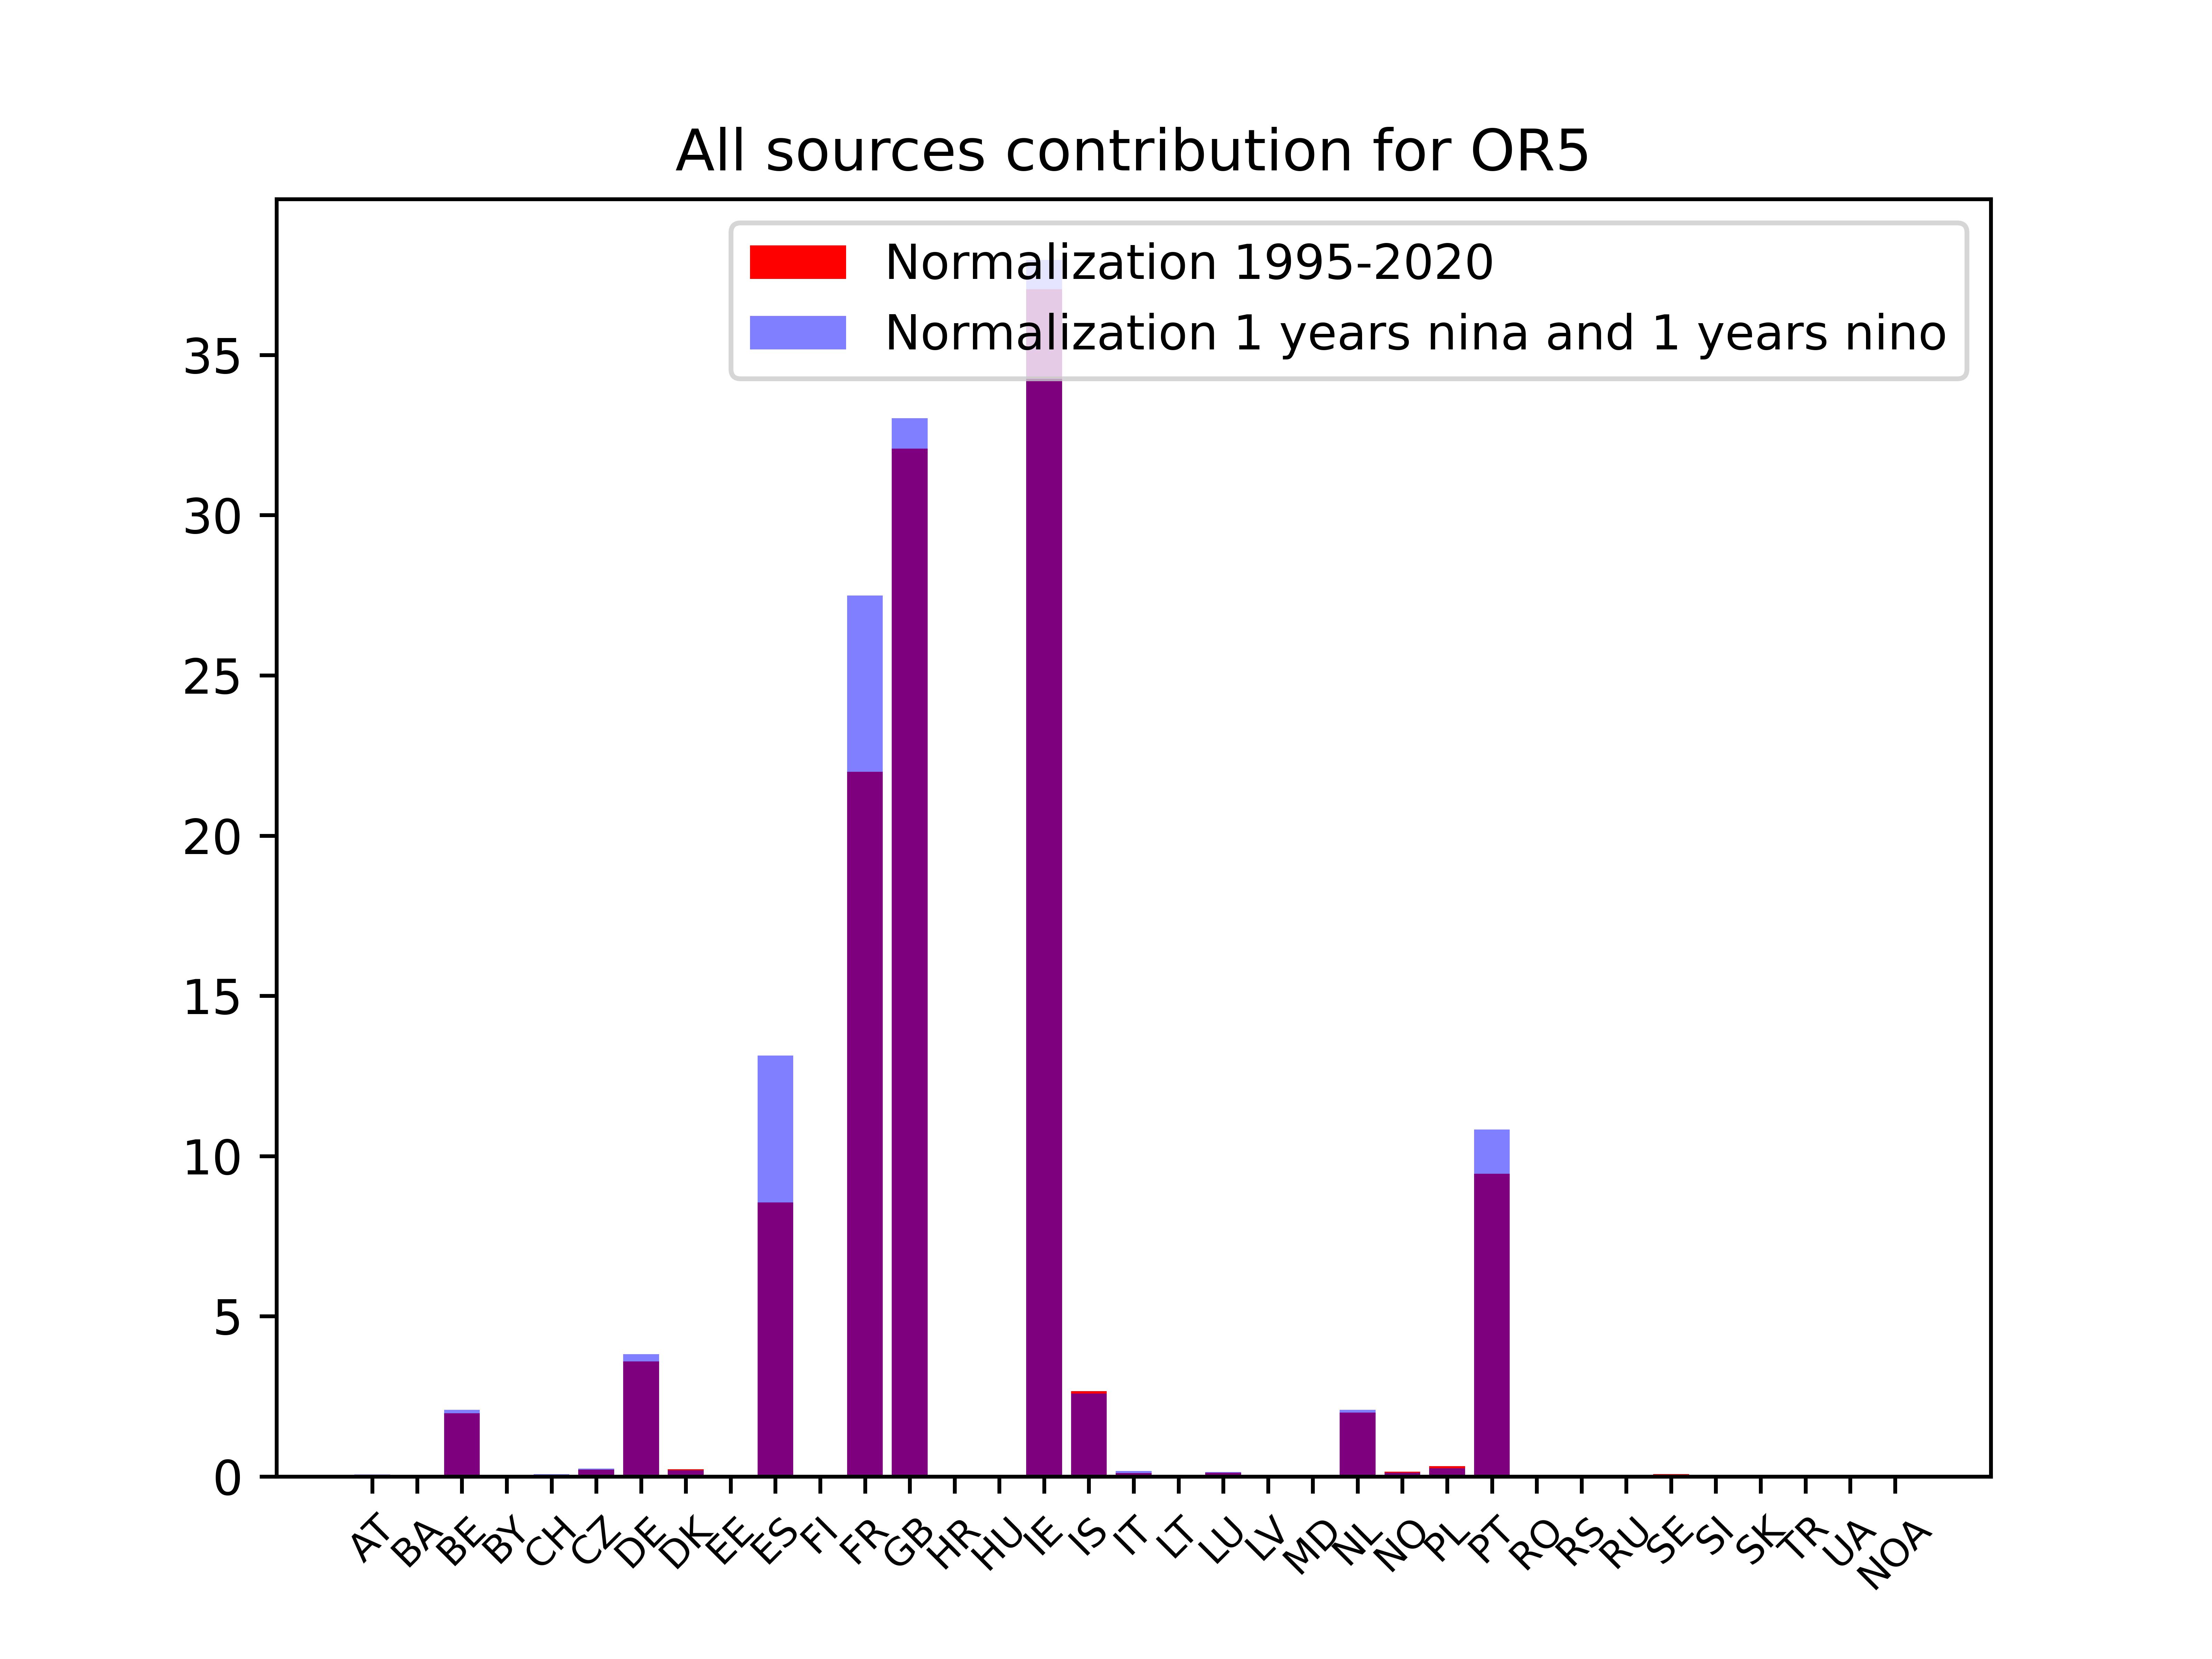 All sources contribution for OR5
Normalization 1995-2020
Normalization 1 years nina and 1 years nino
35
30
25
20
15
10
5
0
AT BA BE BY CH CZ DE DK EE ES FI FR GB HR HU IE IS IT LT LU LV MD NL NO PL PT RO RS RU SE SI SK TR UA NOA